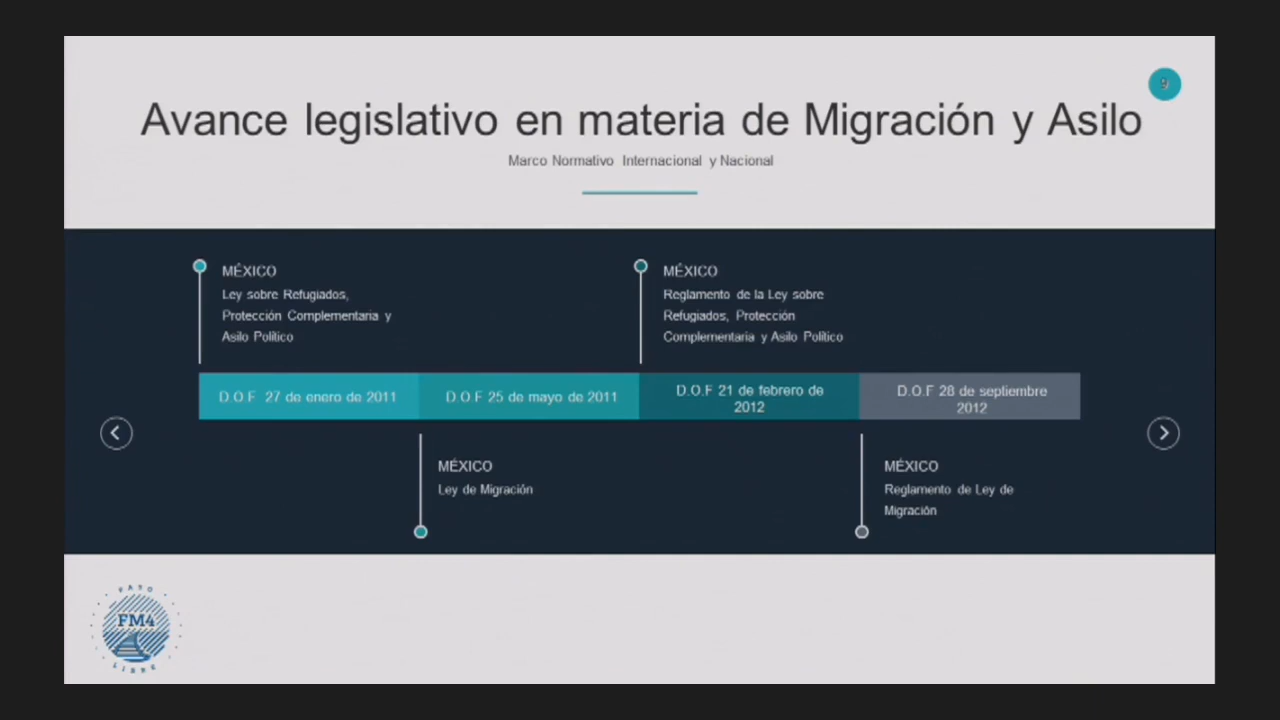 9
Avance legislativo en materia de Migración y Asilo
Marco Normativo Internacional y Nacional
MÉXICO
Ley sobre Refugiados,
Protección Complementaria y
Asilo Político
MÉXICO
Reglamento de la Ley sobre
Refugiados, Protección
Complementaria y Asilo Político
D.O.F 27 de enero de 2011
D.O.F 25 de mayo de 2011
D.O.F 21 de febrero de
2012
D.O.F 28 de septiembre
2012
MÉXICO
Ley de Migración
MÉXICO
Reglamento de Ley de
Migración
PASO
FM4
LIBRE